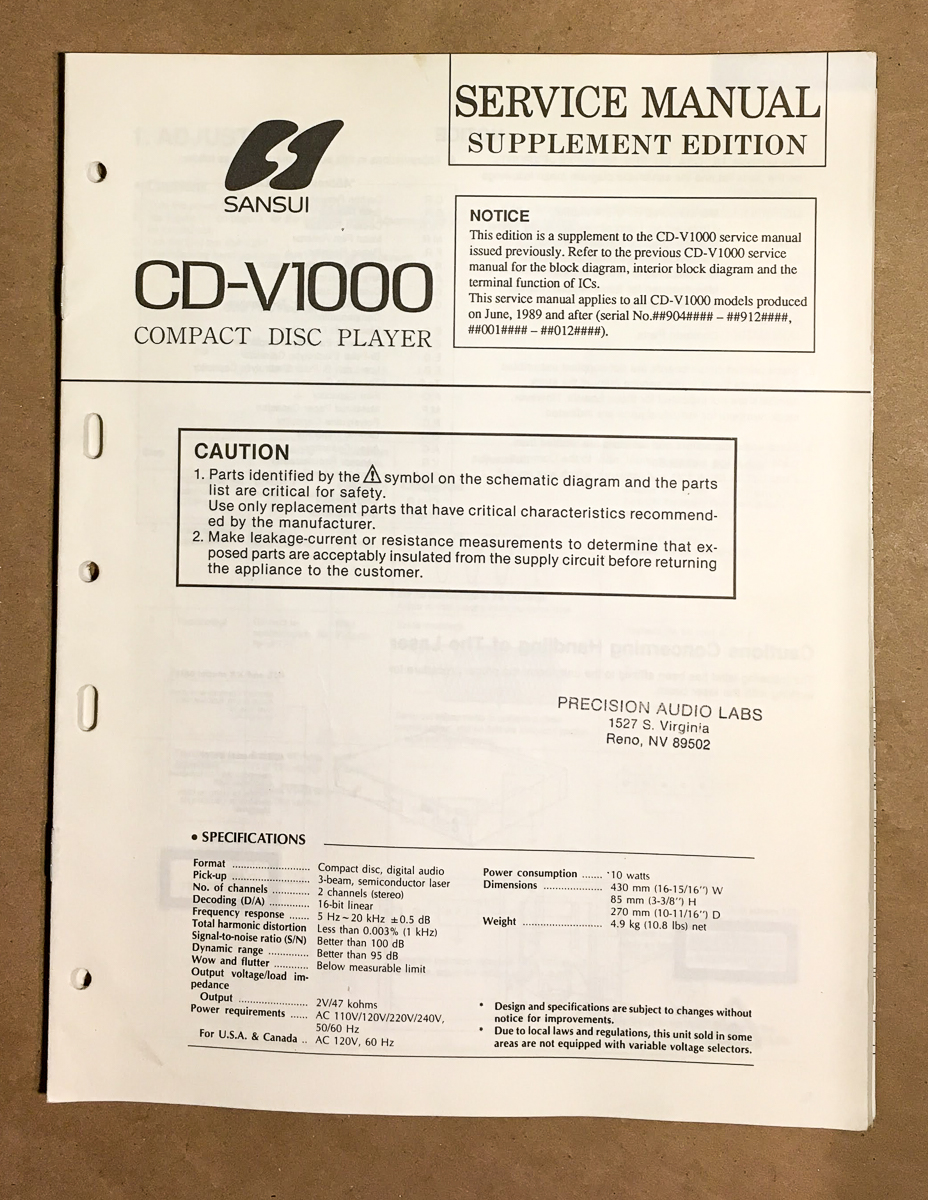 SERVICE MANUAL
SUPPLEMENT EDITION
SANSUI
CD-V1000
COMPACT DISC PLAYER
NOTICE
This edition is a supplement to the CD-V1000 service manual
issued previously. Refer to the previous CD-V1000 service
manual for the block diagram, interior block diagram and the
terminal function of ICs.
This service manual applies to all CD-V1000 models produced
on June, 1989 and after (serial No.##904#### – ##912####,
##001#### – ##012####).
CAUTION
1. Parts identified by the ⚠ symbol on the schematic diagram and the parts
list are critical for safety.
Use only replacement parts that have critical characteristics recommend-
ed by the manufacturer.
2. Make leakage-current or resistance measurements to determine that ex-
posed parts are acceptably insulated from the supply circuit before returning
the appliance to the customer.
Cautions Concerning Handling of The Laser
PRECISION AUDIO LABS
1527 S. Virginia
Reno, NV 89502
• SPECIFICATIONS
Format .......................... Compact disc, digital audio
Pick-up .......................... 3-beam, semiconductor laser
No. of channels ............ 2 channels (stereo)
Decoding (D/A) ............. 16-bit linear
Frequency response ...... 5 Hz ~ 20 kHz ±0.5 dB
Total harmonic distortion Less than 0.003% (1 kHz)
Signal-to-noise ratio (S/N) Better than 100 dB
Dynamic range .............. Better than 95 dB
Wow and flutter ........... Below measurable limit
Output voltage/load im-
pedance
Output ....................... 2V/47 kohms
Power requirements ...... AC 110V/120V/220V/240V,
50/60 Hz
For U.S.A. & Canada .. AC 120V, 60 Hz
Power consumption ....... 10 watts
Dimensions .................... 430 mm (16-15/16'') W
85 mm (3-3/8'') H
270 mm (10-11/16'') D
Weight ........................... 4.9 kg (10.8 lbs) net
* Design and specifications are subject to changes without
notice for improvements.
* Due to local laws and regulations, this unit sold in some
areas are not equipped with variable voltage selectors.